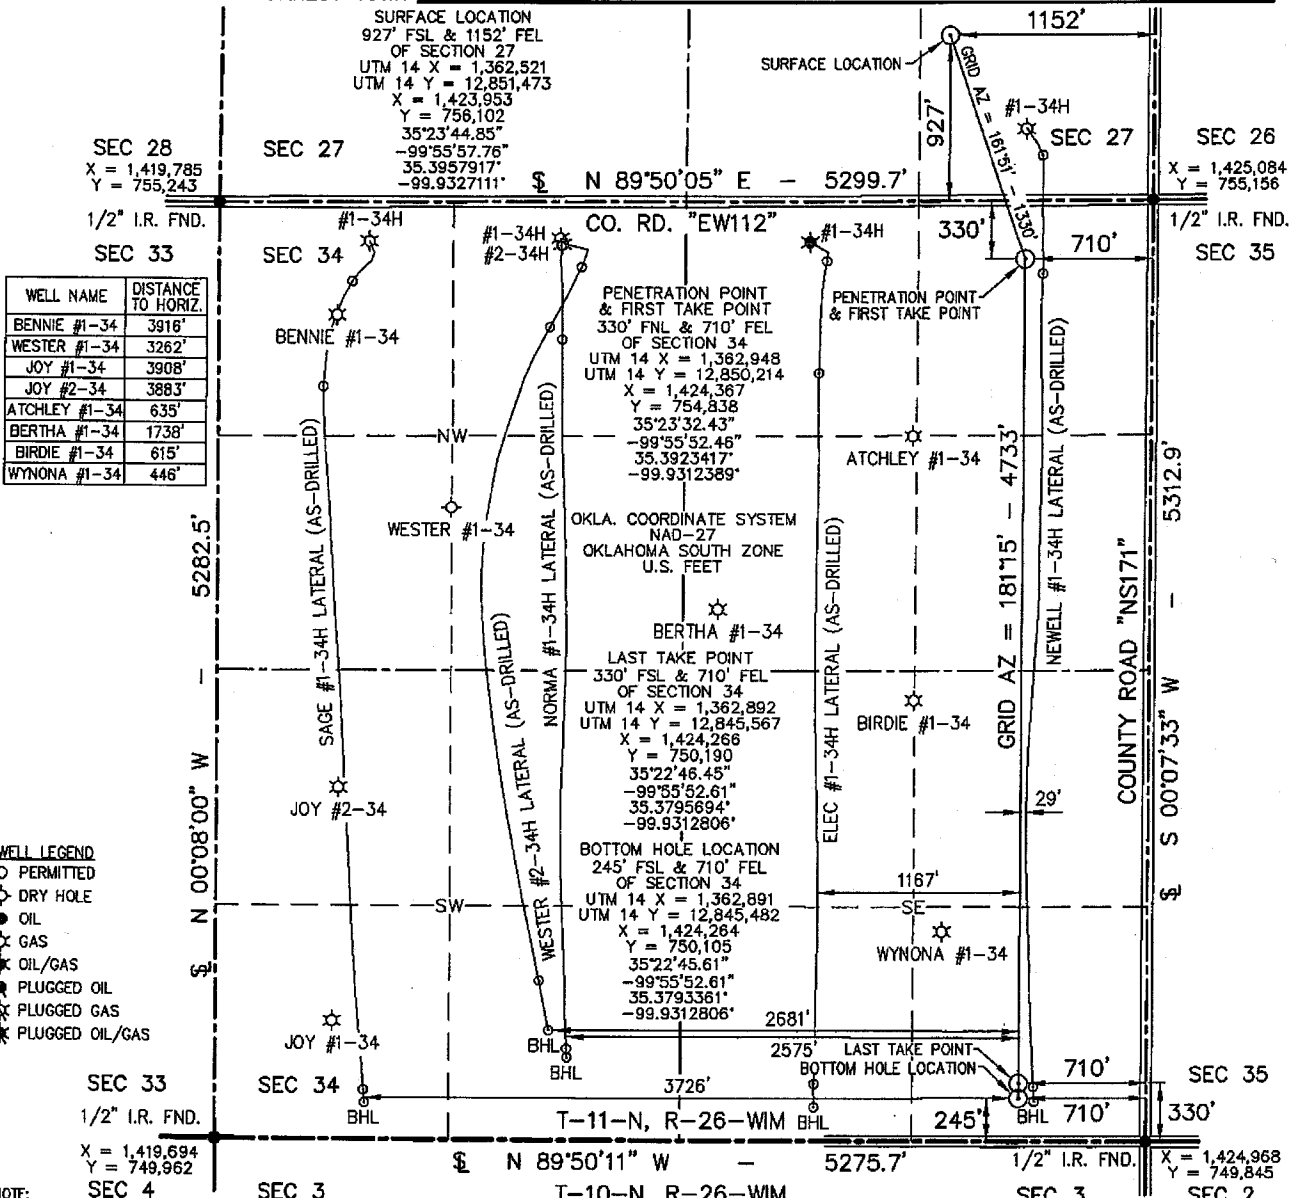 SURFACE LOCATION
927' FSL & 1152' FEL
OF SECTION 27
UTM 14 X = 1,362,521
UTM 14 Y = 12,851,473
X = 1,423,953
Y = 756,102
35°23'44.85"
-99°55'57.76"
35.3957917°
-99.9327111°
1152'
SURFACE LOCATION
GRID AZ = 161°51' - 1330'
927'
#1-34H
SEC 28
X = 1,419,785
Y = 755,243
SEC 27
SEC 27
SEC 26
X = 1,425,084
Y = 755,156
N 89°50'05" E - 5299.7'
1/2" I.R. FND.
CO. RD. "EW112"
1/2" I.R. FND.
SEC 33
SEC 34
#1-34H
#1-34H
#2-34H
#1-34H
330'
710'
SEC 35
WELL NAME DISTANCE TO HORIZ.
BENNIE #1-34 3916'
WESTER #1-34 3262'
JOY #1-34 3908'
JOY #2-34 3883'
ATCHLEY #1-34 635'
BERTHA #1-34 1738'
BIRDIE #1-34 615'
WYNONA #1-34 446'
BENNIE #1-34
PENETRATION POINT
& FIRST TAKE POINT
330' FNL & 710' FEL
OF SECTION 34
UTM 14 X = 1,362,948
UTM 14 Y = 12,850,214
X = 1,424,367
Y = 754,838
35°23'32.43"
-99°55'52.46"
35.3923417°
-99.9312389°
PENETRATION POINT
& FIRST TAKE POINT
NW
ATCHLEY #1-34
WESTER #1-34
OKLA. COORDINATE SYSTEM
NAD-27
OKLAHOMA SOUTH ZONE
U.S. FEET
SAGE #1-34H LATERAL (AS-DRILLED)
WESTER #2-34H LATERAL (AS-DRILLED)
NORMA #1-34H LATERAL (AS-DRILLED)
ELEC #1-34H LATERAL (AS-DRILLED)
GRID AZ = 181°15' - 4733'
NEWELL #1-34H LATERAL (AS-DRILLED)
COUNTY ROAD "NS171"
N 00°08'00" W - 5282.5'
S 00°07'33" W - 5312.9'
BERTHA #1-34
LAST TAKE POINT
330' FSL & 710' FEL
OF SECTION 34
UTM 14 X = 1,362,892
UTM 14 Y = 12,845,567
X = 1,424,266
Y = 750,190
35°22'46.45"
-99°55'52.61"
35.3795694°
-99.9312806°
BIRDIE #1-34
JOY #2-34
29'
WELL LEGEND
PERMITTED
DRY HOLE
OIL
GAS
OIL/GAS
PLUGGED OIL
PLUGGED GAS
PLUGGED OIL/GAS
BOTTOM HOLE LOCATION
245' FSL & 710' FEL
OF SECTION 34
UTM 14 X = 1,362,891
UTM 14 Y = 12,845,482
X = 1,424,264
Y = 750,105
35°22'45.61"
-99°55'52.61"
35.3793361°
-99.9312806°
1167'
SW
SE
WYNONA #1-34
JOY #1-34
2681'
BHL
2575'
BHL
LAST TAKE POINT
BOTTOM HOLE LOCATION
710'
SEC 33
SEC 34
3726'
SEC 35
1/2" I.R. FND.
BHL
T-11-N, R-26-WIM
BHL
245'
BHL
710'
330'
X = 1,419,694
Y = 749,962
N 89°50'11" W - 5275.7'
1/2" I.R. FND.
X = 1,424,968
Y = 749,845
NOTE:
SEC 4
SEC 3
T-10-N, R-26-WIM
SEC 3
SEC 2